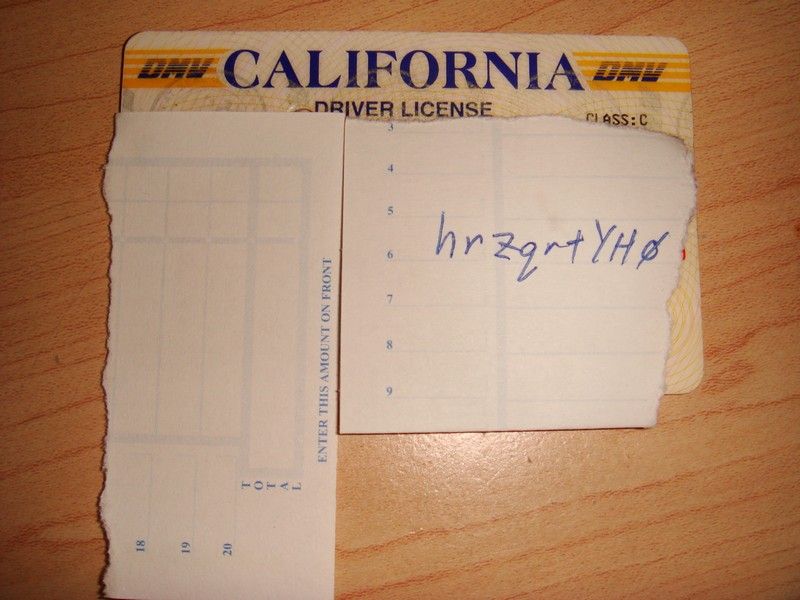 DMV CALIFORNIA DMV
DRIVER LICENSE
CLASS:C
3
4
5
hrzqrtYHØ
6
7
8
9
ENTER THIS AMOUNT ON FRONT
TOTAL
18
19
20